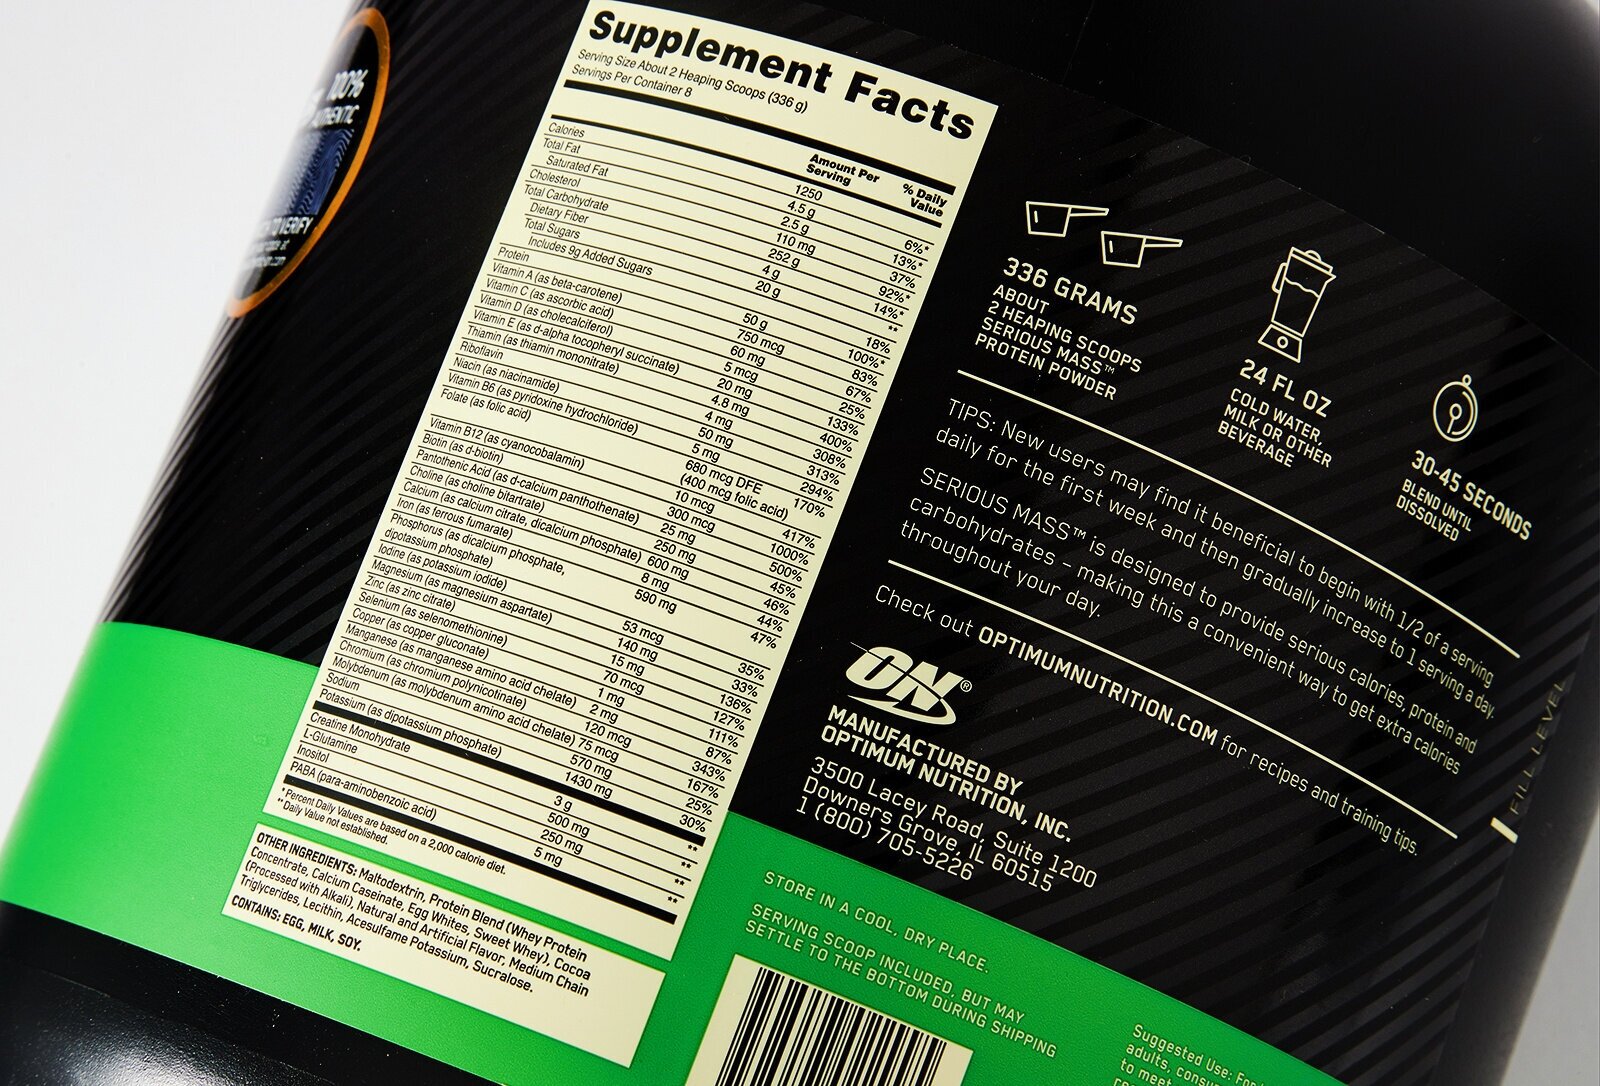 100%
AUTHENTIC
TO VERIFY
Supplement Facts
Serving Size About 2 Heaping Scoops (336 g)
Servings Per Container 8
Amount Per Serving % Daily Value
Calories 1250
Total Fat 4.5 g 6%*
Saturated Fat 2.5 g 13%*
Cholesterol 110 mg 37%
Total Carbohydrate 252 g 92%*
Dietary Fiber 4 g 14%*
Total Sugars 20 g **
Includes 9g Added Sugars 18%
Protein 50 g 100%*
Vitamin A (as beta-carotene) 750 mcg 83%
Vitamin C (as ascorbic acid) 60 mg 67%
Vitamin D (as cholecalciferol) 5 mcg 25%
Vitamin E (as d-alpha tocopheryl succinate) 20 mg 133%
Thiamin (as thiamin mononitrate) 4.8 mg 400%
Riboflavin 4 mg 308%
Niacin (as niacinamide) 50 mg 313%
Vitamin B6 (as pyridoxine hydrochloride) 5 mg 294%
Folate (as folic acid) 680 mcg DFE 170%
(400 mcg folic acid)
Vitamin B12 (as cyanocobalamin) 10 mcg 417%
Biotin (as d-biotin) 300 mcg 1000%
Pantothenic Acid (as d-calcium panthothenate) 25 mg 500%
Choline (as choline bitartrate) 250 mg 45%
Calcium (as calcium citrate, dicalcium phosphate) 600 mg 46%
Iron (as ferrous fumarate) 8 mg 44%
Phosphorus (as dicalcium phosphate, 590 mg 47%
dipotassium phosphate)
Iodine (as potassium iodide) 53 mcg 35%
Magnesium (as magnesium aspartate) 140 mg 33%
Zinc (as zinc citrate) 15 mg 136%
Selenium (as selenomethionine) 70 mcg 127%
Copper (as copper gluconate) 1 mg 111%
Manganese (as manganese amino acid chelate) 2 mg 87%
Chromium (as chromium polynicotinate) 120 mcg 343%
Molybdenum (as molybdenum amino acid chelate) 75 mcg 167%
Sodium 570 mg 25%
Potassium (as dipotassium phosphate) 1430 mg 30%
Creatine Monohydrate 3 g **
L-Glutamine 500 mg **
Inositol 250 mg **
PABA (para-aminobenzoic acid) 5 mg **
*Percent Daily Values are based on a 2,000 calorie diet.
**Daily Value not established.
OTHER INGREDIENTS: Maltodextrin, Protein Blend (Whey Protein
Concentrate, Calcium Caseinate, Egg Whites, Sweet Whey), Cocoa
(Processed with Alkali), Natural and Artificial Flavor, Medium Chain
Triglycerides, Lecithin, Acesulfame Potassium, Sucralose.
CONTAINS: EGG, MILK, SOY.
336 GRAMS
ABOUT
2 HEAPING SCOOPS
SERIOUS MASS™
PROTEIN POWDER
24 FL OZ
COLD WATER,
MILK OR OTHER
BEVERAGE
30-45 SECONDS
BLEND UNTIL
DISSOLVED
TIPS: New users may find it beneficial to begin with 1/2 of a serving
daily for the first week and then gradually increase to 1 serving a day.
SERIOUS MASS™ is designed to provide serious calories, protein and
carbohydrates – making this a convenient way to get extra calories
throughout your day.
Check out OPTIMUMNUTRITION.COM for recipes and training tips.
ON®
MANUFACTURED BY
OPTIMUM NUTRITION, INC.
3500 Lacey Road, Suite 1200
Downers Grove, IL 60515
1 (800) 705-5226
FILL LEVEL
STORE IN A COOL, DRY PLACE.
SERVING SCOOP INCLUDED, BUT MAY
SETTLE TO THE BOTTOM DURING SHIPPING
Suggested Use: For
adults, consu
to meet